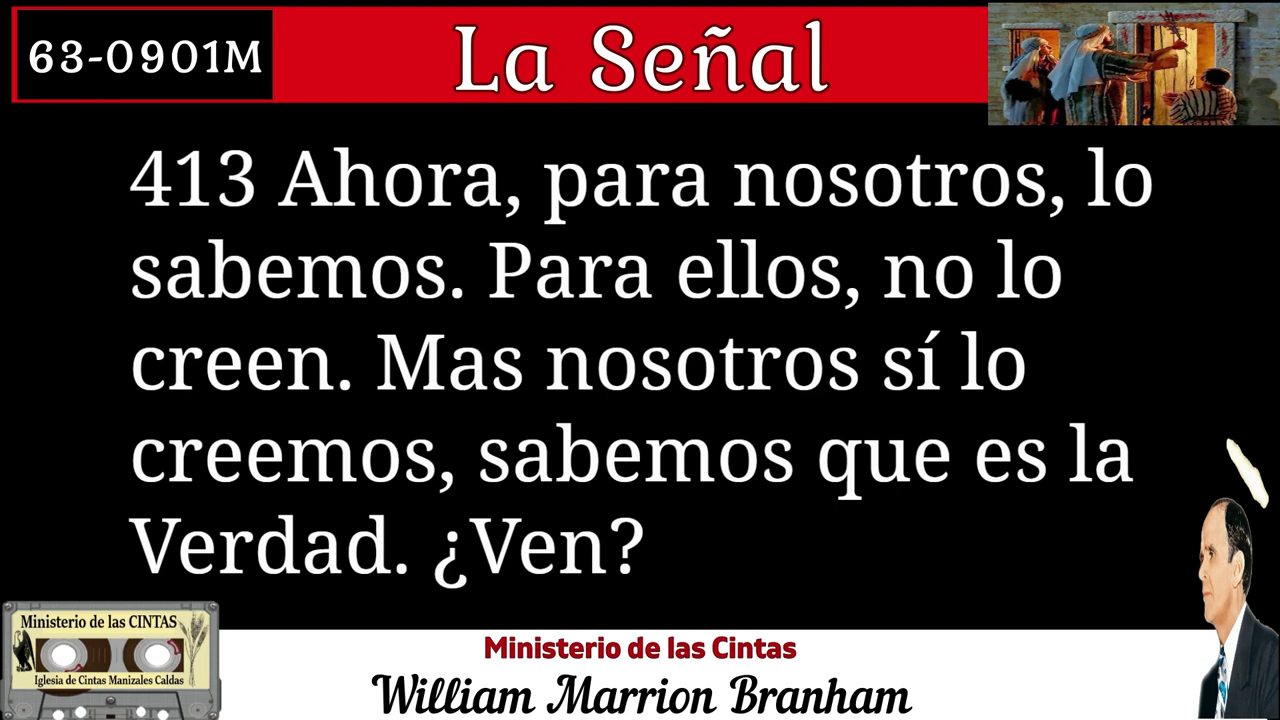 63-0901M
La Señal
413 Ahora, para nosotros, lo
sabemos. Para ellos, no lo
creen. Mas nosotros sí lo
creemos, sabemos que es la
Verdad. ¿Ven?
Ministerio de las CINTAS
Iglesia de Cintas Manizales Caldas
Ministerio de las Cintas
William Marrion Branham